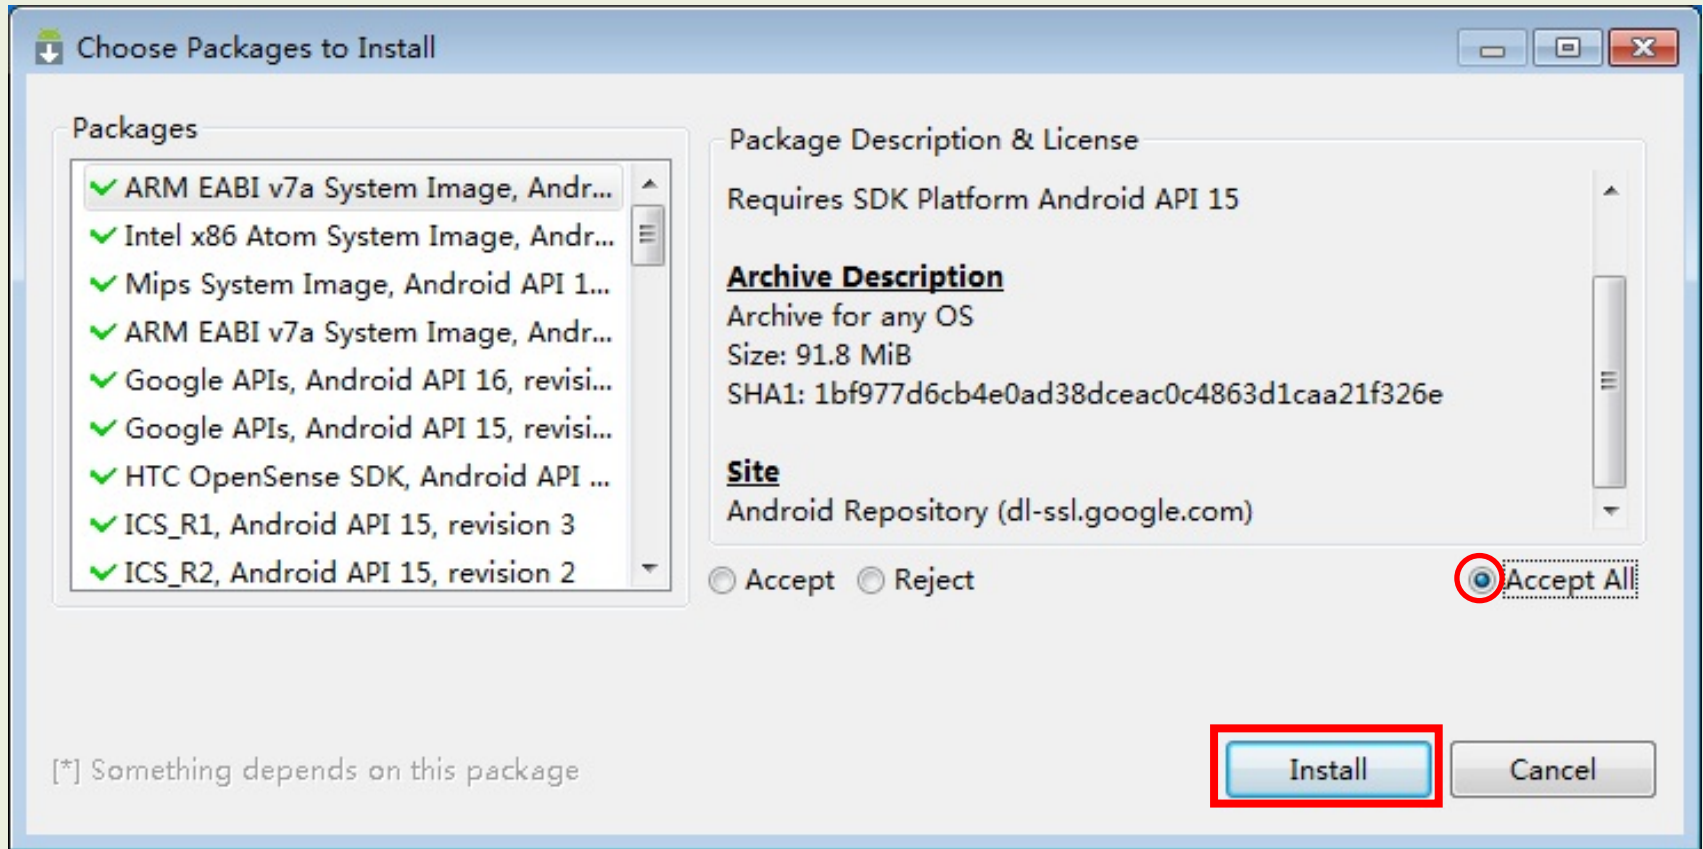 Choose Packages to Install
Packages
ARM EABI v7a System Image, Andr...
Intel x86 Atom System Image, Andr...
Mips System Image, Android API 1...
ARM EABI v7a System Image, Andr...
Google APIs, Android API 16, revisi...
Google APIs, Android API 15, revisi...
HTC OpenSense SDK, Android API ...
ICS_R1, Android API 15, revision 3
ICS_R2, Android API 15, revision 2
Package Description & License
Requires SDK Platform Android API 15
Archive Description
Archive for any OS
Size: 91.8 MiB
SHA1: 1bf977d6cb4e0ad38dceac0c4863d1caa21f326e
Site
Android Repository (dl-ssl.google.com)
Accept Reject Accept All
[*] Something depends on this package
Install Cancel